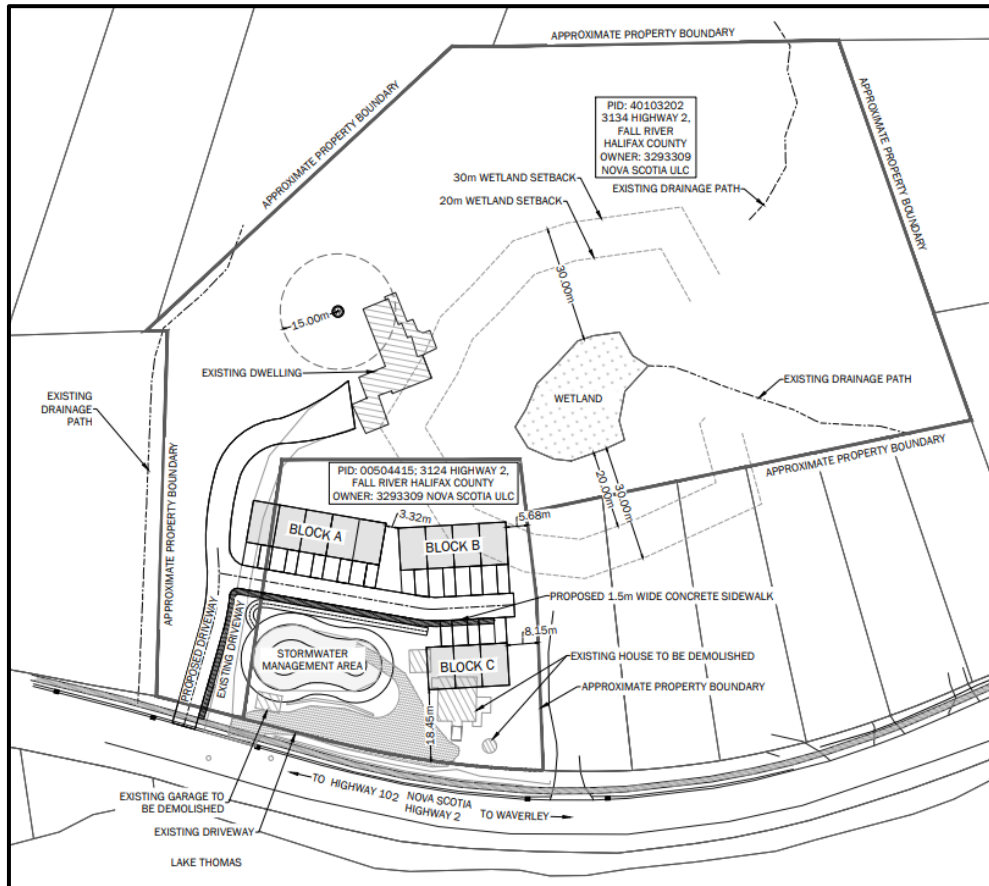 APPROXIMATE PROPERTY BOUNDARY
APPROXIMATE PROPERTY BOUNDARY
APPROXIMATE PROPERTY BOUNDARY
PID: 40103202
3134 HIGHWAY 2,
FALL RIVER
HALIFAX COUNTY
OWNER: 3293309
NOVA SCOTIA ULC
30m WETLAND SETBACK
20m WETLAND SETBACK
EXISTING DRAINAGE PATH
30.00m
15.00m
EXISTING DWELLING
EXISTING
DRAINAGE
PATH
WETLAND
EXISTING DRAINAGE PATH
APPROXIMATE PROPERTY BOUNDARY
APPROXIMATE PROPERTY BOUNDARY
20.00m
30.00m
PID: 00504415; 3124 HIGHWAY 2,
FALL RIVER HALIFAX COUNTY
OWNER: 3293309 NOVA SCOTIA ULC
BLOCK A
3.32m
BLOCK B
5.68m
PROPOSED 1.5m WIDE CONCRETE SIDEWALK
PROPOSED DRIVEWAY
EXISTING DRIVEWAY
STORMWATER
MANAGEMENT AREA
8.15m
BLOCK C
EXISTING HOUSE TO BE DEMOLISHED
APPROXIMATE PROPERTY BOUNDARY
18.45m
TO HIGHWAY 102
NOVA SCOTIA
HIGHWAY 2
TO WAVERLEY
EXISTING GARAGE TO
BE DEMOLISHED
EXISTING DRIVEWAY
LAKE THOMAS